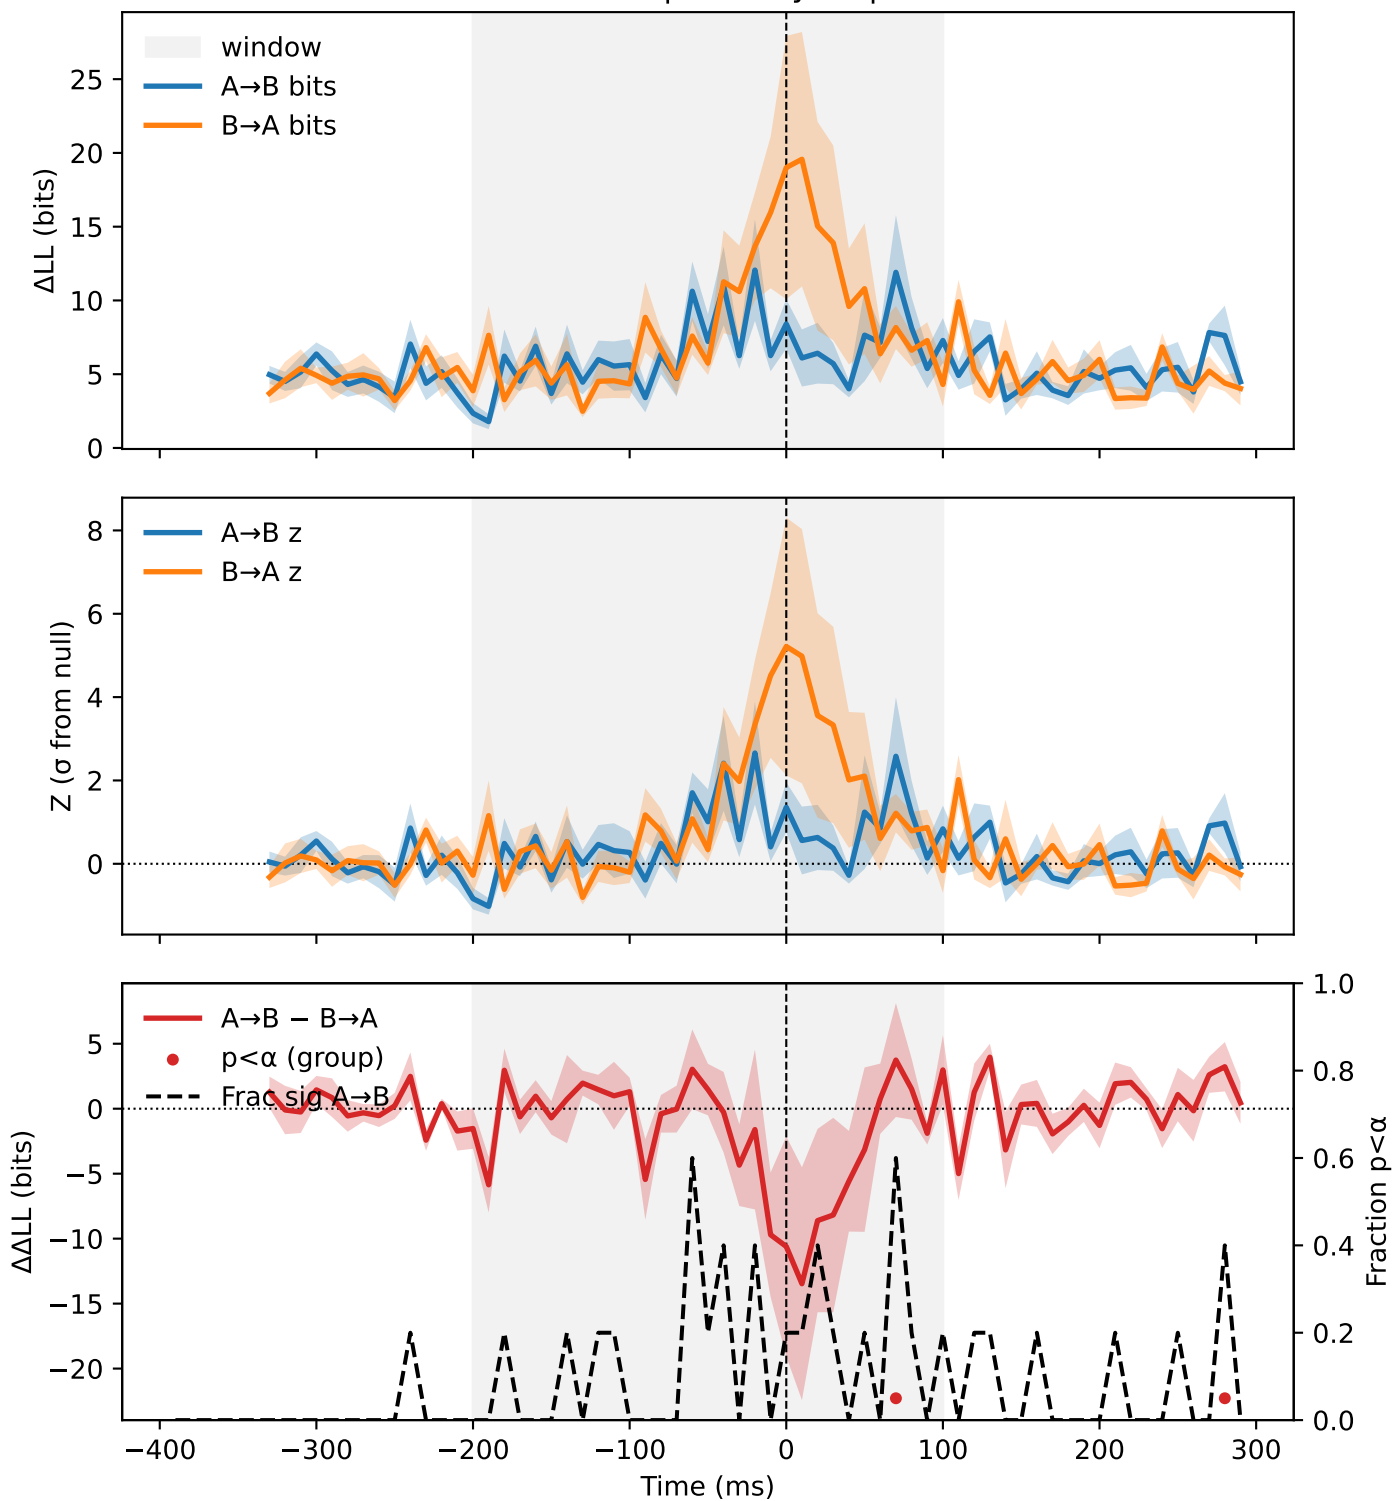 window
A→B bits
B→A bits
ΔLL (bits)
25
20
15
10
5
0
A→B z
B→A z
Z (σ from null)
8
6
4
2
0
A→B − B→A
p<α (group)
Frac sig A→B
ΔΔLL (bits)
5
0
−5
−10
−15
−20
1.0
0.8
0.6
0.4
0.2
0.0
Fraction p<α
−400 −300 −200 −100 0 100 200 300
Time (ms)